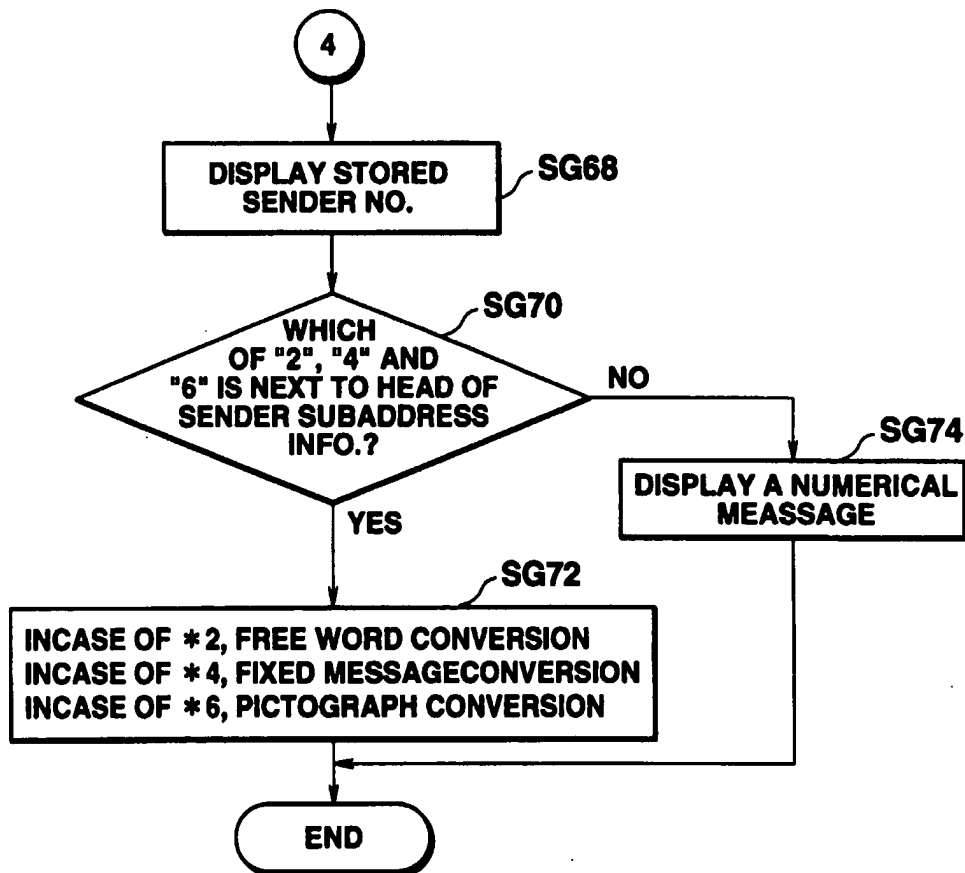 4
DISPLAY STORED
SENDER NO.
SG68
SG70
WHICH
OF "2", "4" AND
"6" IS NEXT TO HEAD OF
SENDER SUBADDRESS
INFO.?
NO
SG74
DISPLAY A NUMERICAL
MEASSAGE
YES
SG72
INCASE OF *2, FREE WORD CONVERSION
INCASE OF *4, FIXED MESSAGECONVERSION
INCASE OF *6, PICTOGRAPH CONVERSION
END